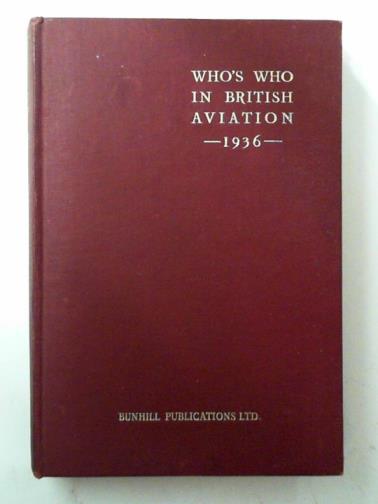 WHO'S WHO
IN BRITISH
AVIATION
—1936—
BUNHILL PUBLICATIONS LTD.